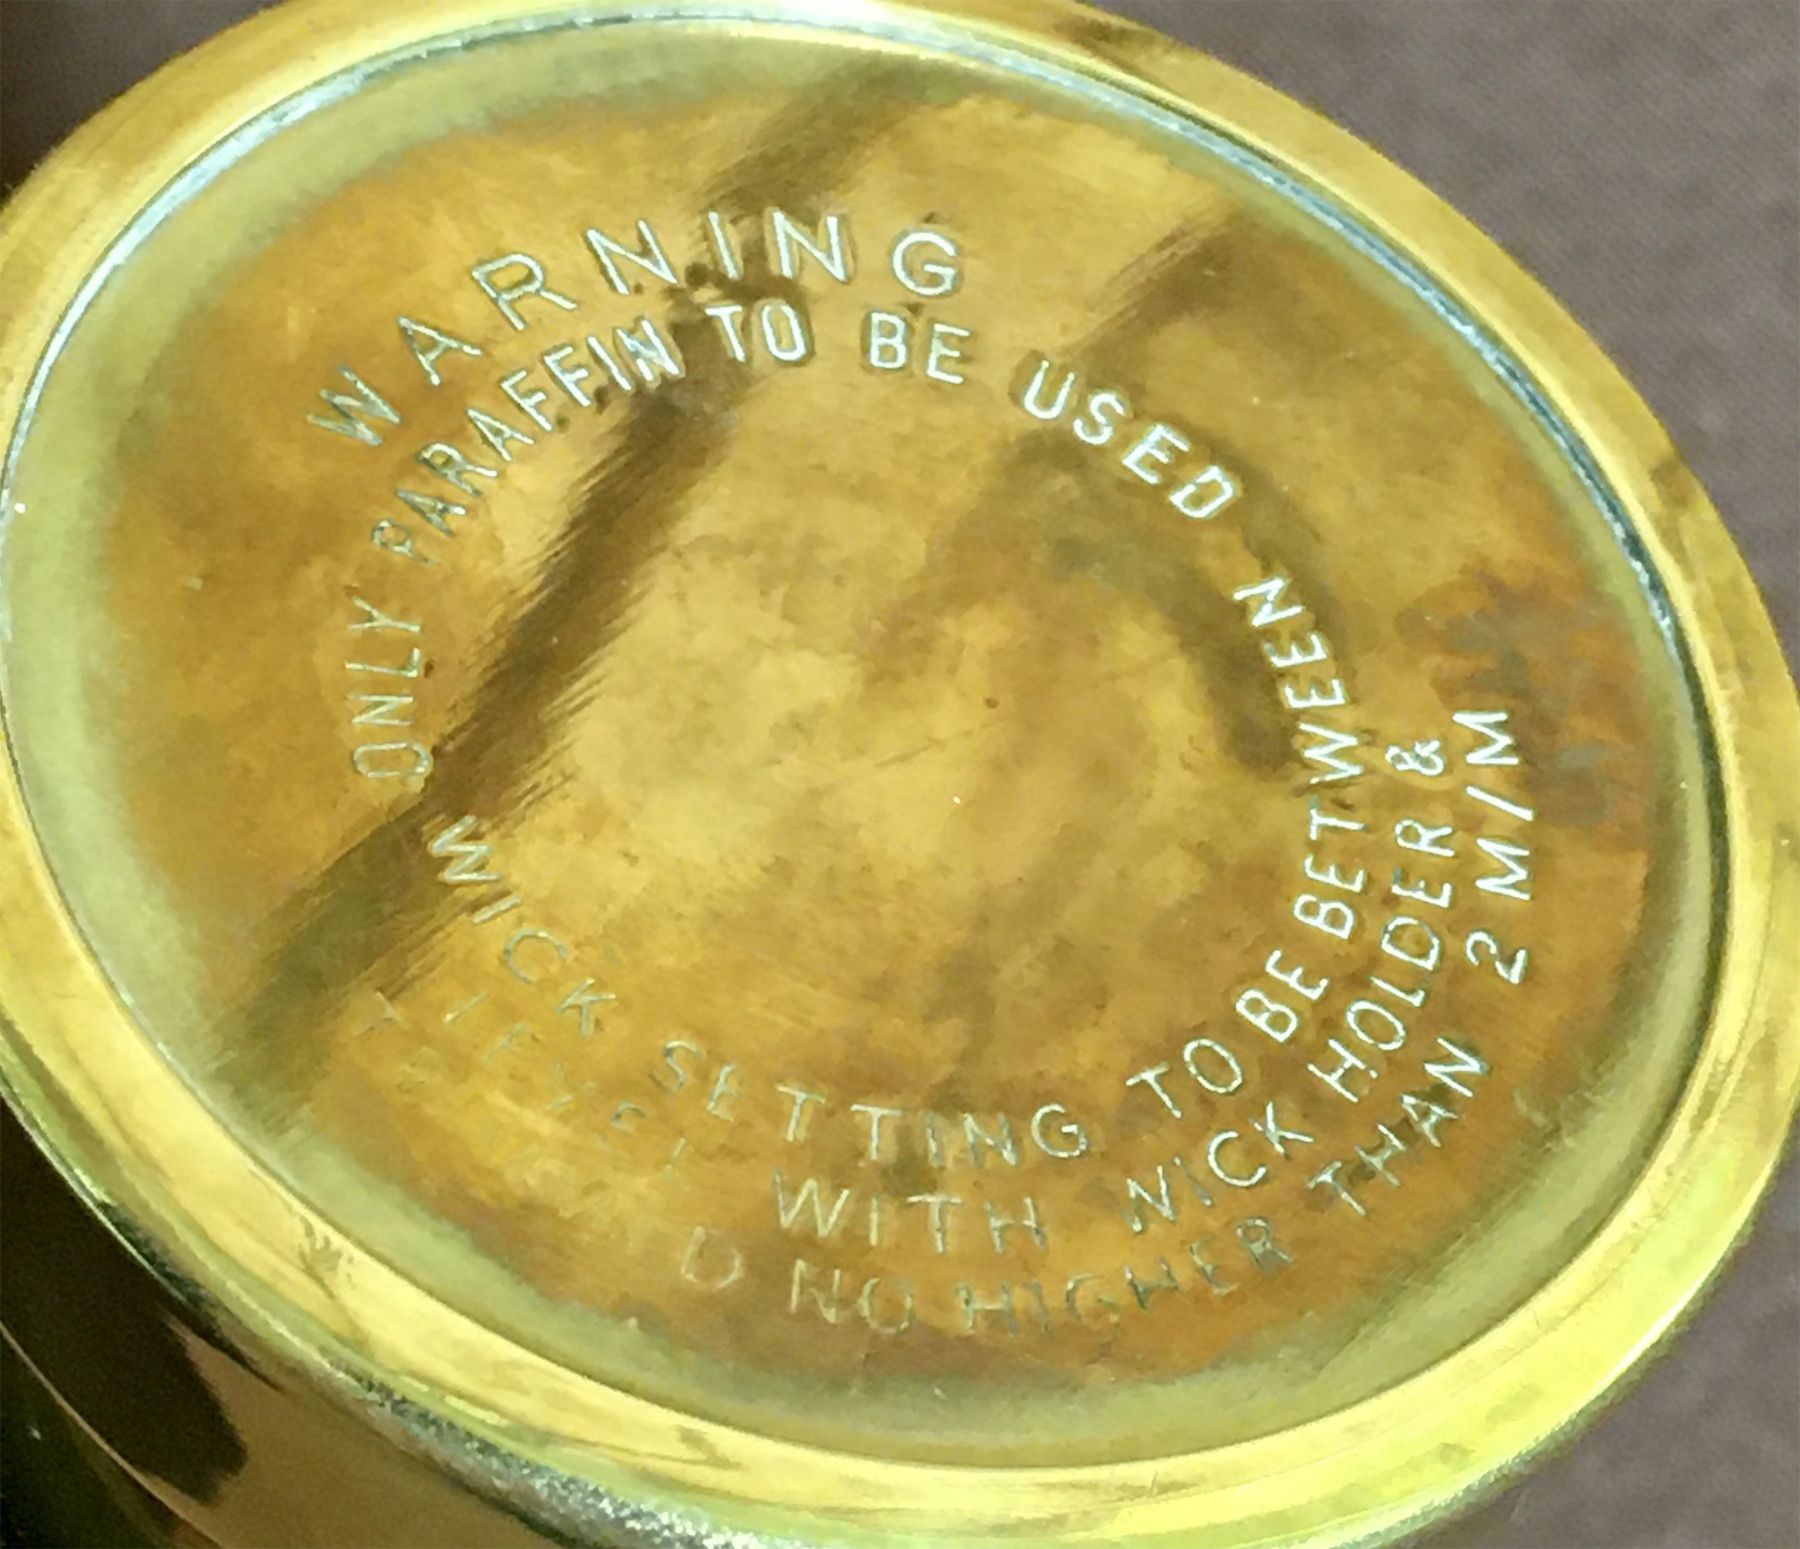 WARNING
ONLY PARAFFIN TO BE USED
WICK SETTING TO BE BETWEEN
LEVEL WITH WICK HOLDER &
NO HIGHER THAN 2 M/M